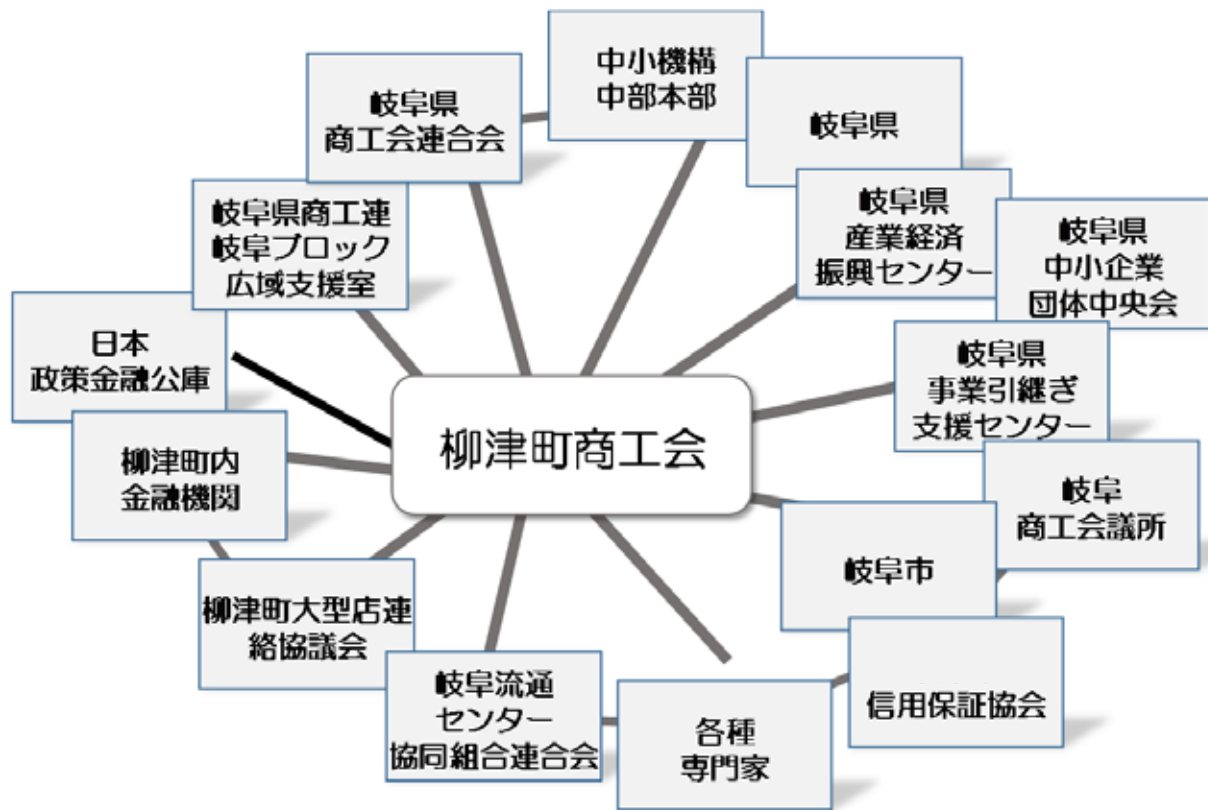 中小機構
中部本部
岐阜県
商工会連合会
岐阜県
岐阜県商工連
岐阜ブロック
広域支援室
岐阜県
産業経済
振興センター
岐阜県
中小企業
団体中央会
日本
政策金融公庫
岐阜県
事業引継ぎ
支援センター
柳津町商工会
柳津町内
金融機関
岐阜
商工会議所
岐阜市
柳津町大型店連
絡協議会
岐阜流通
センター
協同組合連合会
各種
専門家
信用保証協会